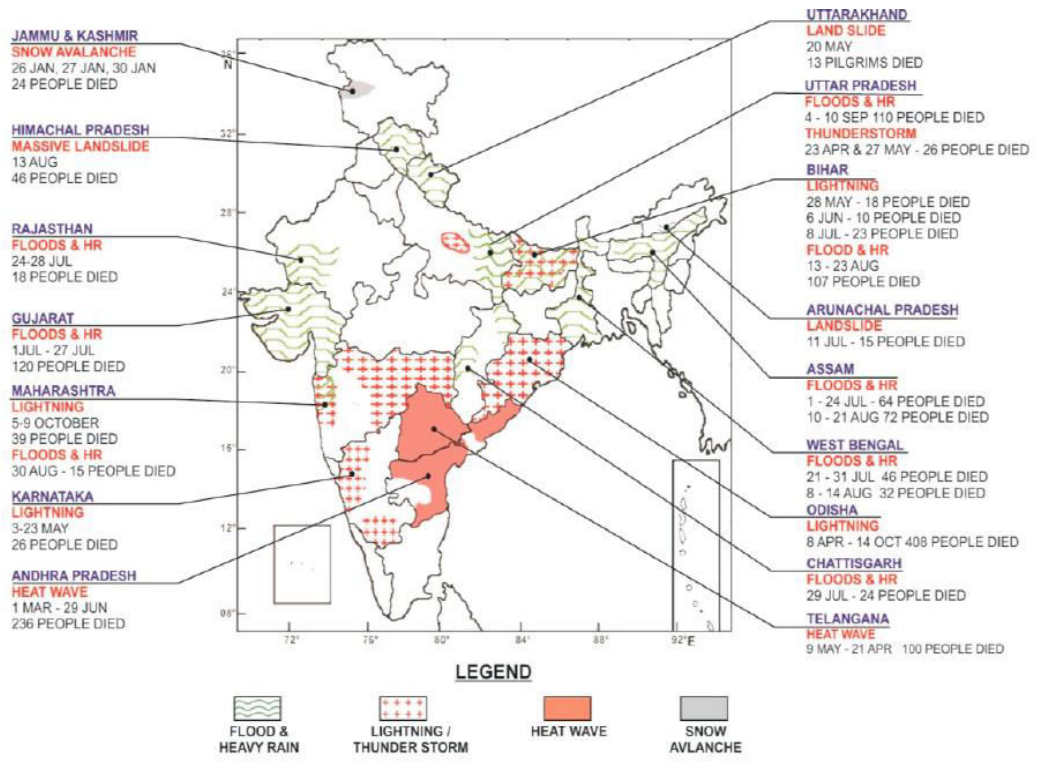 JAMMU & KASHMIR
SNOW AVALANCHE
26 JAN, 27 JAN, 30 JAN
24 PEOPLE DIED
HIMACHAL PRADESH
MASSIVE LANDSLIDE
13 AUG
46 PEOPLE DIED
RAJASTHAN
FLOODS & HR
24-28 JUL
18 PEOPLE DIED
GUJARAT
FLOODS & HR
1JUL - 27 JUL
120 PEOPLE DIED
MAHARASHTRA
LIGHTNING
5-9 OCTOBER
39 PEOPLE DIED
FLOODS & HR
30 AUG - 15 PEOPLE DIED
KARNATAKA
LIGHTNING
3-23 MAY
26 PEOPLE DIED
ANDHRA PRADESH
HEAT WAVE
1 MAR - 29 JUN
236 PEOPLE DIED
36°
N
32°
28°
24°
20°
16°
12°
08°
72°
76°
80°
84°
88°
92°E
UTTARAKHAND
LAND SLIDE
20 MAY
13 PILGRIMS DIED
UTTAR PRADESH
FLOODS & HR
4 - 10 SEP 110 PEOPLE DIED
THUNDERSTORM
23 APR & 27 MAY - 26 PEOPLE DIED
BIHAR
LIGHTNING
28 MAY - 18 PEOPLE DIED
6 JUN - 10 PEOPLE DIED
8 JUL - 23 PEOPLE DIED
FLOOD & HR
13 - 23 AUG
107 PEOPLE DIED
ARUNACHAL PRADESH
LANDSLIDE
11 JUL - 15 PEOPLE DIED
ASSAM
FLOODS & HR
1 - 24 JUL - 64 PEOPLE DIED
10 - 21 AUG 72 PEOPLE DIED
WEST BENGAL
FLOODS & HR
21 - 31 JUL 46 PEOPLE DIED
8 - 14 AUG 32 PEOPLE DIED
ODISHA
LIGHTNING
8 APR - 14 OCT 408 PEOPLE DIED
CHATTISGARH
FLOODS & HR
29 JUL - 24 PEOPLE DIED
TELANGANA
HEAT WAVE
9 MAY - 21 APR 100 PEOPLE DIED
LEGEND
FLOOD &
HEAVY RAIN
LIGHTNING /
THUNDER STORM
HEAT WAVE
SNOW
AVLANCHE